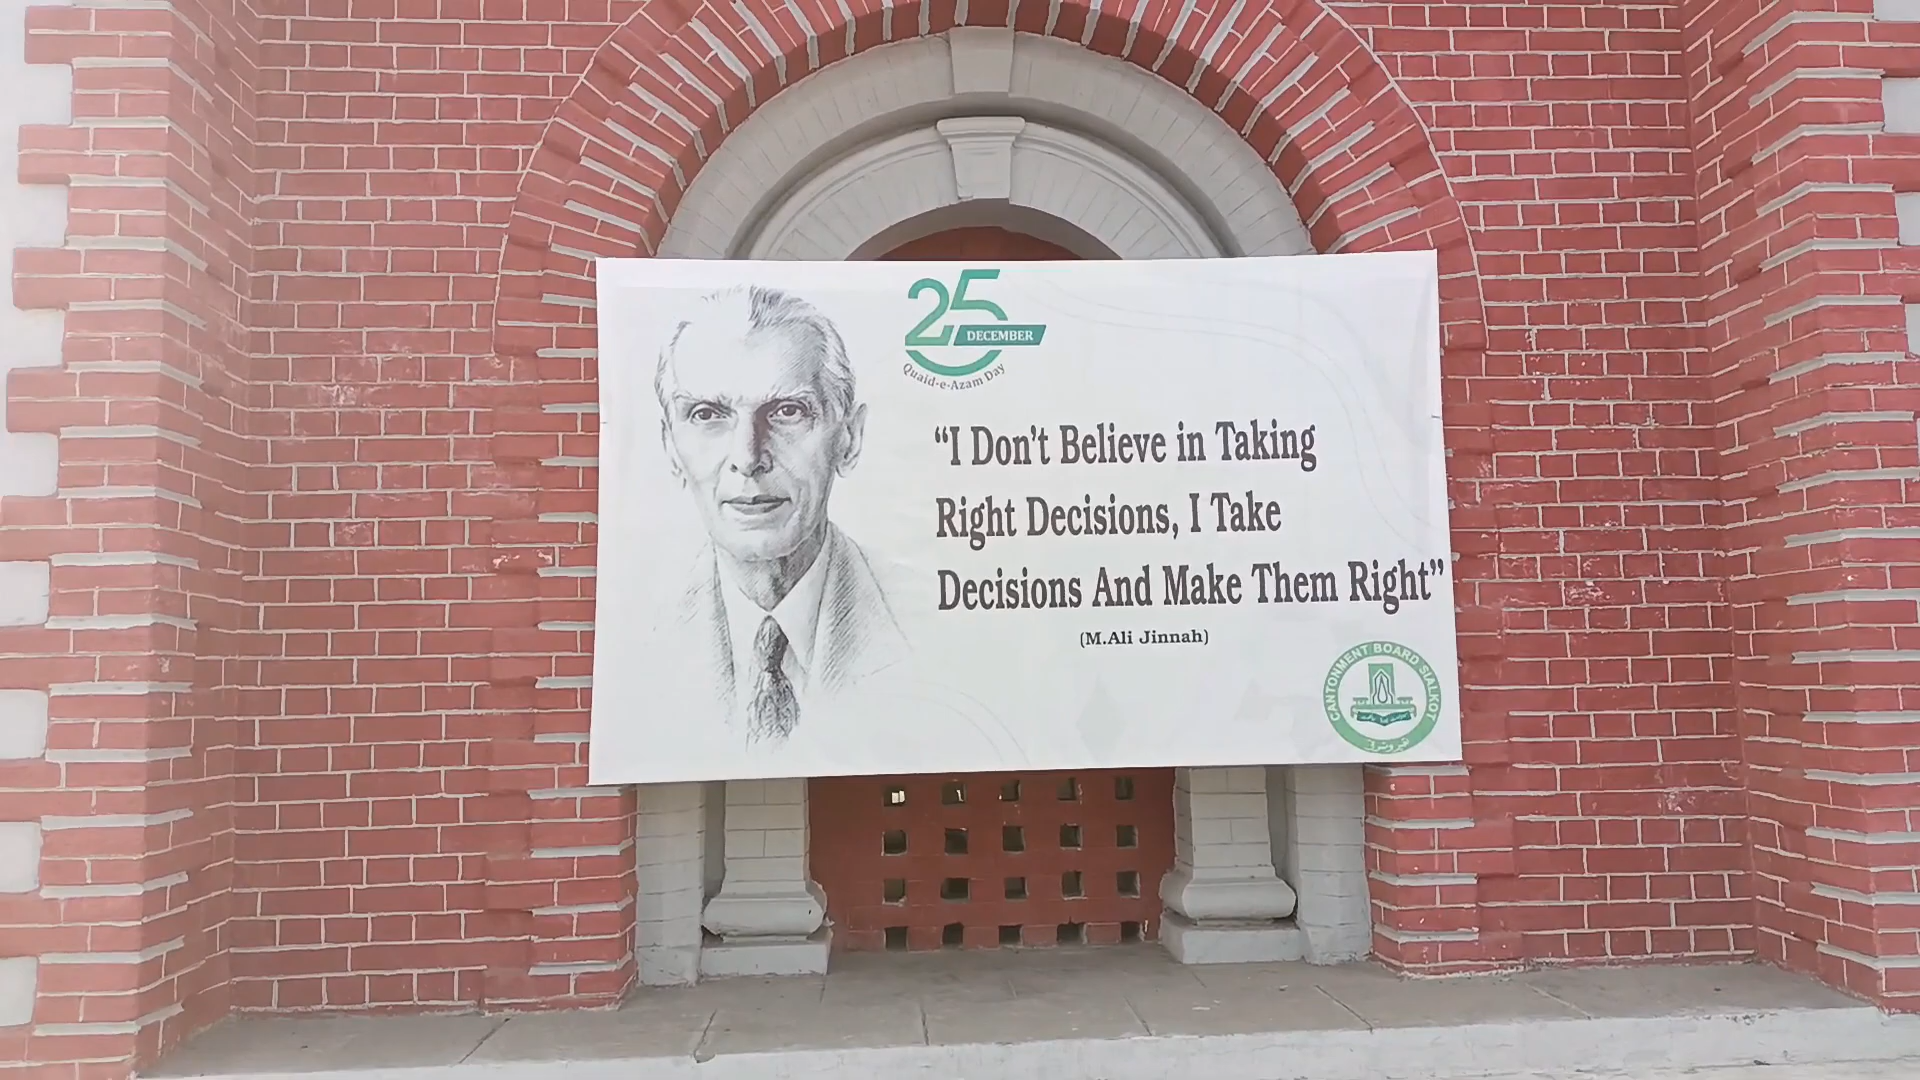 25
DECEMBER
Quaid-e-Azam Day
“I Don’t Believe in Taking
Right Decisions, I Take
Decisions And Make Them Right”
(M.Ali Jinnah)
CANTONMENT BOARD SIALKOT